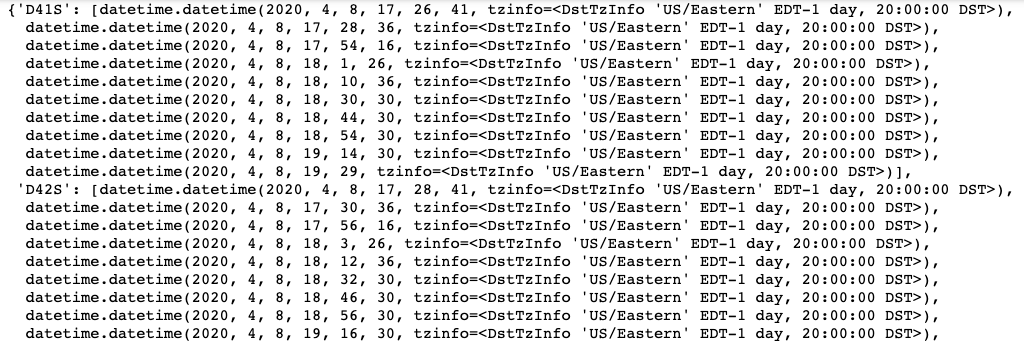 {'D41S': [datetime.datetime(2020, 4, 8, 17, 26, 41, tzinfo=<DstTzInfo 'US/Eastern' EDT-1 day, 20:00:00 DST>),
datetime.datetime(2020, 4, 8, 17, 28, 36, tzinfo=<DstTzInfo 'US/Eastern' EDT-1 day, 20:00:00 DST>),
datetime.datetime(2020, 4, 8, 17, 54, 16, tzinfo=<DstTzInfo 'US/Eastern' EDT-1 day, 20:00:00 DST>),
datetime.datetime(2020, 4, 8, 18, 1, 26, tzinfo=<DstTzInfo 'US/Eastern' EDT-1 day, 20:00:00 DST>),
datetime.datetime(2020, 4, 8, 18, 10, 36, tzinfo=<DstTzInfo 'US/Eastern' EDT-1 day, 20:00:00 DST>),
datetime.datetime(2020, 4, 8, 18, 30, 30, tzinfo=<DstTzInfo 'US/Eastern' EDT-1 day, 20:00:00 DST>),
datetime.datetime(2020, 4, 8, 18, 44, 30, tzinfo=<DstTzInfo 'US/Eastern' EDT-1 day, 20:00:00 DST>),
datetime.datetime(2020, 4, 8, 18, 54, 30, tzinfo=<DstTzInfo 'US/Eastern' EDT-1 day, 20:00:00 DST>),
datetime.datetime(2020, 4, 8, 19, 14, 30, tzinfo=<DstTzInfo 'US/Eastern' EDT-1 day, 20:00:00 DST>),
datetime.datetime(2020, 4, 8, 19, 29, tzinfo=<DstTzInfo 'US/Eastern' EDT-1 day, 20:00:00 DST>)],
'D42S': [datetime.datetime(2020, 4, 8, 17, 28, 41, tzinfo=<DstTzInfo 'US/Eastern' EDT-1 day, 20:00:00 DST>),
datetime.datetime(2020, 4, 8, 17, 30, 36, tzinfo=<DstTzInfo 'US/Eastern' EDT-1 day, 20:00:00 DST>),
datetime.datetime(2020, 4, 8, 17, 56, 16, tzinfo=<DstTzInfo 'US/Eastern' EDT-1 day, 20:00:00 DST>),
datetime.datetime(2020, 4, 8, 18, 3, 26, tzinfo=<DstTzInfo 'US/Eastern' EDT-1 day, 20:00:00 DST>),
datetime.datetime(2020, 4, 8, 18, 12, 36, tzinfo=<DstTzInfo 'US/Eastern' EDT-1 day, 20:00:00 DST>),
datetime.datetime(2020, 4, 8, 18, 32, 30, tzinfo=<DstTzInfo 'US/Eastern' EDT-1 day, 20:00:00 DST>),
datetime.datetime(2020, 4, 8, 18, 46, 30, tzinfo=<DstTzInfo 'US/Eastern' EDT-1 day, 20:00:00 DST>),
datetime.datetime(2020, 4, 8, 18, 56, 30, tzinfo=<DstTzInfo 'US/Eastern' EDT-1 day, 20:00:00 DST>),
datetime.datetime(2020, 4, 8, 19, 16, 30, tzinfo=<DstTzInfo 'US/Eastern' EDT-1 day, 20:00:00 DST>),